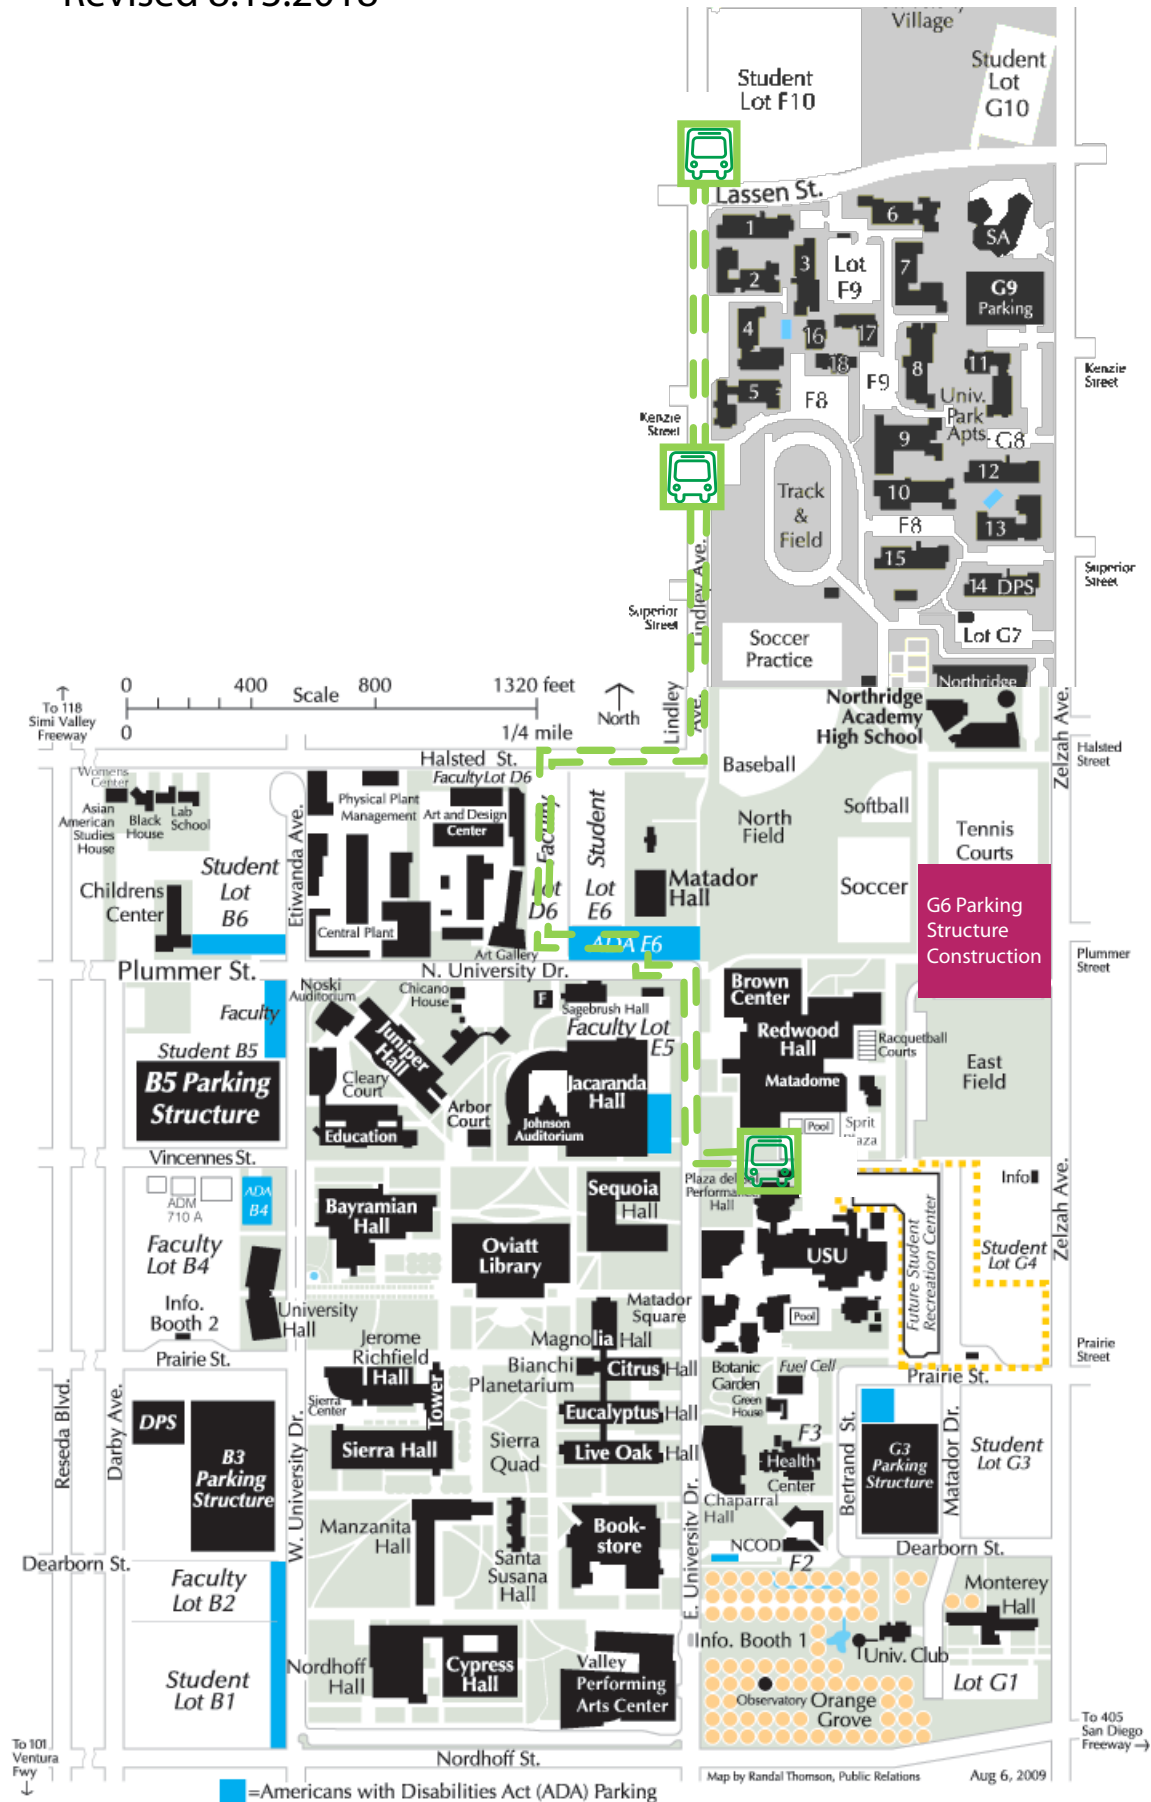 Revised 8.15.2016
Village
Student
Lot F10
Student
Lot
G10
Lassen St.
1
2
3
Lot
F9
6
7
SA
G9
Parking
4
16
17
18
5
F8
F9
8
11
Univ.
Park
Apts.
G8
9
10
12
13
F8
15
14 DPS
Lot G7
Kenzie
Street
Kenzie
Street
Track
&
Field
Superior
Street
Superior
Street
Lindley Ave.
Soccer
Practice
Northridge
Northridge
Academy
High School
To 118
Simi Valley
Freeway
0 400 800 1320 feet
Scale
0 1/4 mile
North
Lindley
Ave.
Zelzah Ave.
Halsted
Street
Halsted St.
Faculty Lot D6
Womens
Center
Asian
American
Studies
House
Black
House
Lab
School
Physical Plant
Management
Art and Design
Center
Faculty
Lot
D6
Student
Lot
E6
Baseball
North
Field
Softball
Tennis
Courts
Soccer
Matador
Hall
G6 Parking
Structure
Construction
Childrens
Center
Student
Lot
B6
Etiwanda Ave.
Central Plant
Art Gallery
ADA E6
Plummer St.
N. University Dr.
Plummer
Street
Noski
Auditorium
Chicano
House
F
Sagebrush Hall
Faculty Lot
E5
Brown
Center
Redwood
Hall
Matadome
Racquetball
Courts
Pool
East
Field
Faculty
Student B5
B5 Parking
Structure
Juniper
Hall
Cleary
Court
Education
Arbor
Court
Johnson
Auditorium
Jacaranda
Hall
Vincennes St.
Plaza del
Performance
Hall
Info
ADM
710 A
ADA
B4
Faculty
Lot B4
Info.
Booth 2
Prairie St.
University
Hall
Bayramian
Hall
Oviatt
Library
Sequoia
Hall
USU
Pool
Future Student
Recreation Center
Student
Lot G4
Zelzah Ave.
Prairie
Street
Prairie St.
Matador
Square
Magnolia Hall
Bianchi
Planetarium
Citrus Hall
Eucalyptus Hall
Live Oak Hall
Jerome
Richfield
Hall
Tower
Sierra
Center
Sierra Hall
Sierra
Quad
Botanic
Garden
Fuel Cell
Green
House
F3
Health
Center
Chaparral
Hall
Bertrand St.
G3
Parking
Structure
Matador Dr.
Student
Lot G3
Reseda Blvd.
Darby Ave.
DPS
B3
Parking
Structure
W. University Dr.
Manzanita
Hall
Santa
Susana
Hall
Book-
store
E. University Dr.
NCOD
F2
Dearborn St.
Dearborn St.
Faculty
Lot B2
Student
Lot B1
Nordhoff
Hall
Cypress
Hall
Valley
Performing
Arts Center
Info. Booth 1
Univ. Club
Monterey
Hall
Lot G1
Observatory
Orange
Grove
To 101
Ventura
Fwy
To 405
San Diego
Freeway
Nordhoff St.
Map by Randal Thomson, Public Relations
Aug 6, 2009
=Americans with Disabilities Act (ADA) Parking